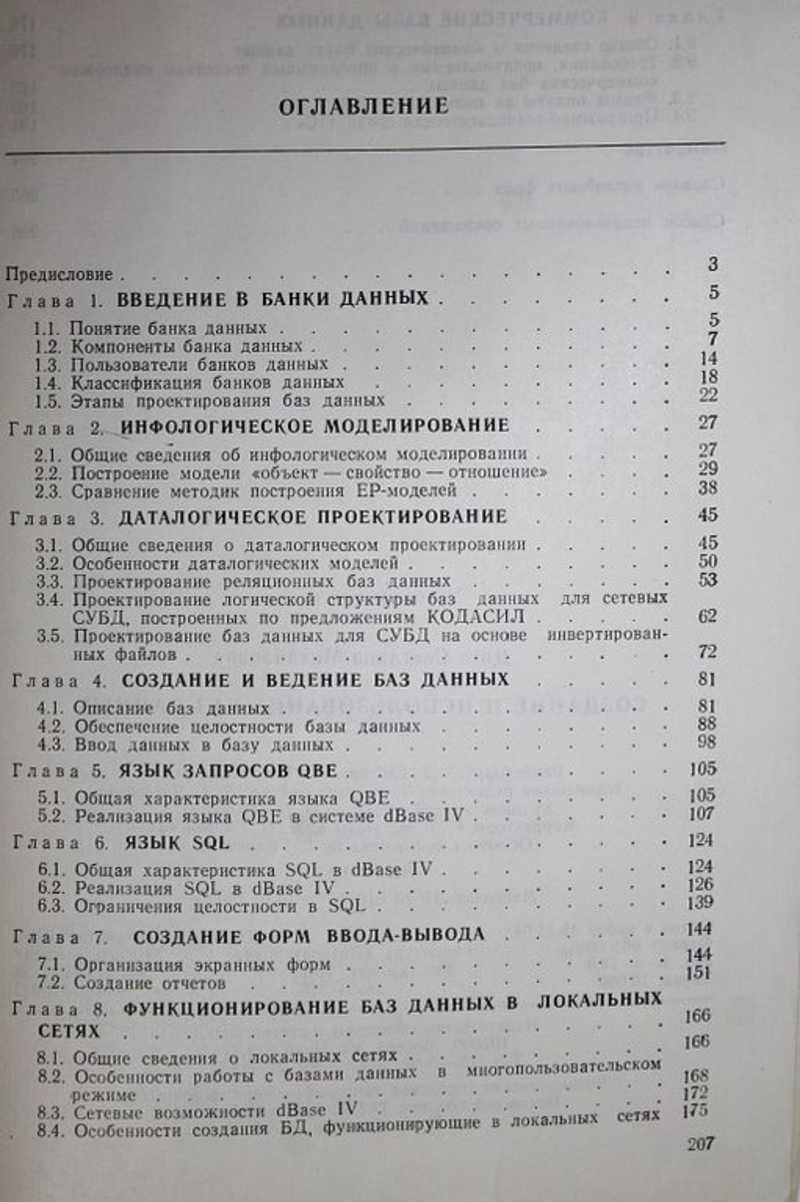 ОГЛАВЛЕНИЕ
Предисловие . . . . . . . . . . . . . . . . . . 3
Глава 1. ВВЕДЕНИЕ В БАНКИ ДАННЫХ . . . . . . . . 5
1.1. Понятие банка данных . . . . . . . . . . . . . 5
1.2. Компоненты банка данных . . . . . . . . . . . . 7
1.3. Пользователи банков данных . . . . . . . . . . . 14
1.4. Классификация банков данных . . . . . . . . . . 18
1.5. Этапы проектирования баз данных . . . . . . . . . 22
Глава 2. ИНФОЛОГИЧЕСКОЕ МОДЕЛИРОВАНИЕ . . . . . 27
2.1. Общие сведения об инфологическом моделировании . . . . . 27
2.2. Построение модели «объект — свойство — отношение» . . . . 29
2.3. Сравнение методик построения ЕР-моделей . . . . . . . 38
Глава 3. ДАТАЛОГИЧЕСКОЕ ПРОЕКТИРОВАНИЕ . . . . . 45
3.1. Общие сведения о даталогическом проектировании . . . . . 45
3.2. Особенности даталогических моделей . . . . . . . . . 50
3.3. Проектирование реляционных баз данных . . . . . . . 53
3.4. Проектирование логической структуры баз данных для сетевых
СУБД, построенных по предложениям КОДАСИЛ . . . . . 62
3.5. Проектирование баз данных для СУБД на основе инвертирован-
ных файлов . . . . . . . . . . . . . . . . 72
Глава 4. СОЗДАНИЕ И ВЕДЕНИЕ БАЗ ДАННЫХ . . . . . 81
4.1. Описание баз данных . . . . . . . . . . . . . 81
4.2. Обеспечение целостности базы данных . . . . . . . . 88
4.3. Ввод данных в базу данных . . . . . . . . . . . 98
Глава 5. ЯЗЫК ЗАПРОСОВ QBE . . . . . . . . . . . 105
5.1. Общая характеристика языка QBE . . . . . . . . . 105
5.2. Реализация языка QBE в системе dBase IV . . . . . . . 107
Глава 6. ЯЗЫК SQL . . . . . . . . . . . . . . 124
6.1. Общая характеристика SQL в dBase IV . . . . . . . . 124
6.2. Реализация SQL в dBase IV . . . . . . . . . . . 126
6.3. Ограничения целостности в SQL . . . . . . . . . . 139
Глава 7. СОЗДАНИЕ ФОРМ ВВОДА-ВЫВОДА . . . . . . 144
7.1. Организация экранных форм . . . . . . . . . . . 144
7.2. Создание отчетов . . . . . . . . . . . . . . 151
Глава 8. ФУНКЦИОНИРОВАНИЕ БАЗ ДАННЫХ В ЛОКАЛЬНЫХ
СЕТЯХ . . . . . . . . . . . . . . . . . . 166
8.1. Общие сведения о локальных сетях . . . . . . . . . 166
8.2. Особенности работы с базами данных в многопользовательском
режиме . . . . . . . . . . . . . . . . . 168
8.3. Сетевые возможности dBase IV . . . . . . . . . . 172
8.4. Особенности создания БД, функционирующие в локальных сетях 175
207